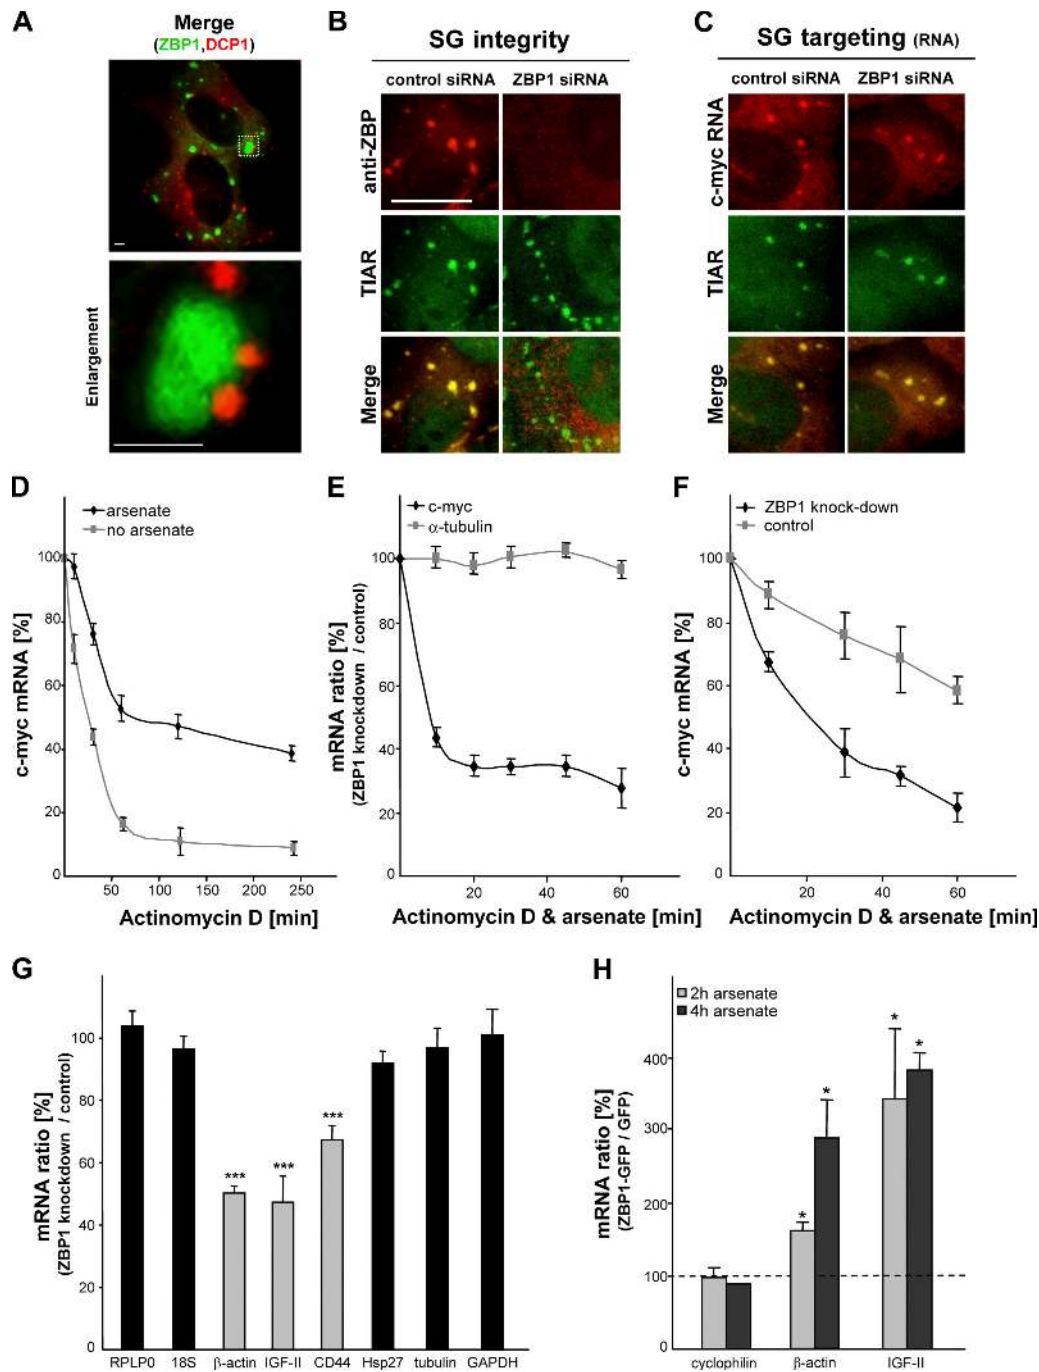 A
Merge
(ZBP1,DCP1)
Enlargement
B
SG integrity
control siRNA
ZBP1 siRNA
anti-ZBP
TIAR
Merge
C
SG targeting (RNA)
control siRNA
ZBP1 siRNA
c-myc RNA
TIAR
Merge
D
arsenate
no arsenate
c-myc mRNA [%]
100
80
60
40
20
0
50
100
150
200
250
Actinomycin D [min]
E
c-myc
α-tubulin
mRNA ratio [%]
(ZBP1 knockdown / control)
100
80
60
40
20
0
20
40
60
Actinomycin D & arsenate [min]
F
ZBP1 knock-down
control
c-myc mRNA [%]
100
80
60
40
20
0
20
40
60
Actinomycin D & arsenate [min]
G
mRNA ratio [%]
(ZBP1 knockdown / control)
100
80
60
40
20
0
***
***
***
RPLP0
18S
β-actin
IGF-II
CD44
Hsp27
tubulin
GAPDH
H
2h arsenate
4h arsenate
mRNA ratio [%]
(ZBP1-GFP / GFP)
400
300
200
100
0
*
*
*
*
cyclophilin
β-actin
IGF-II